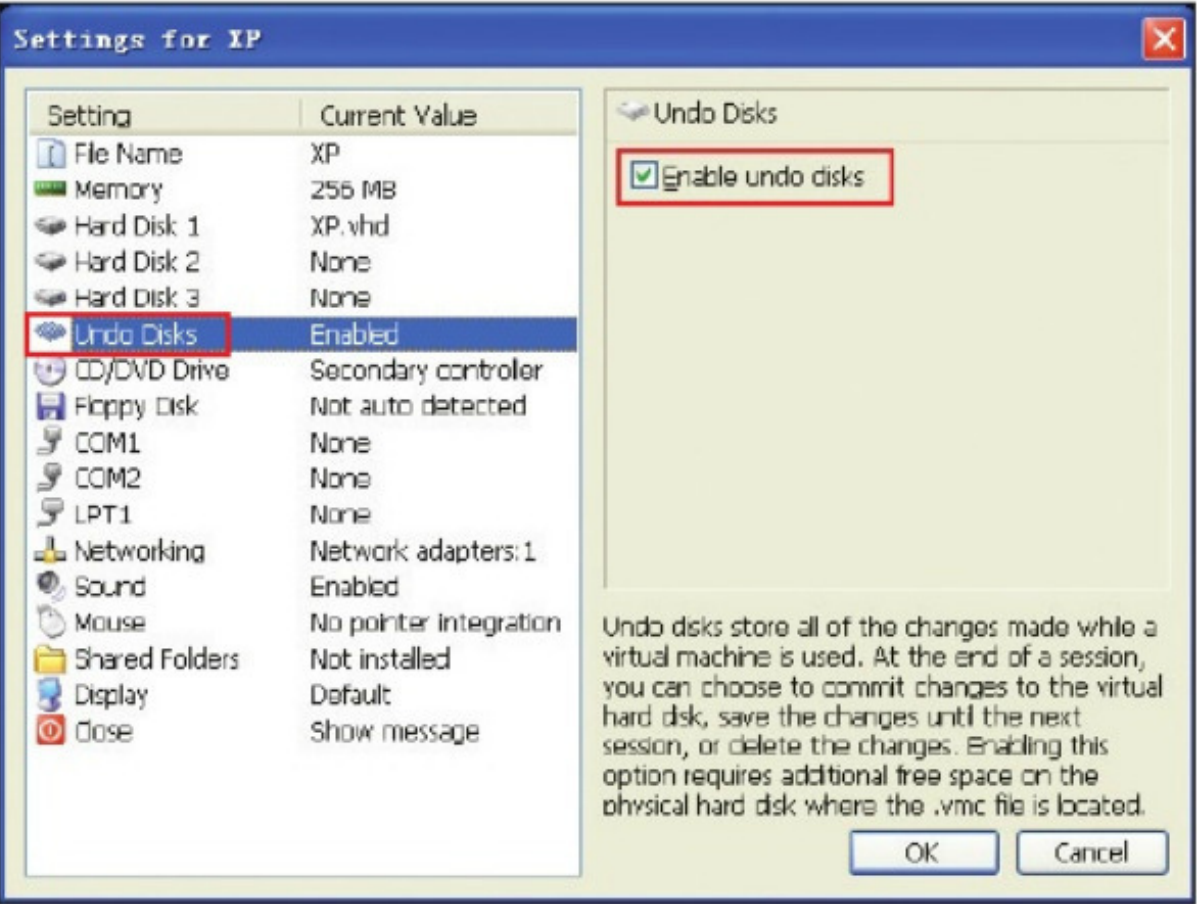 Settings for XP
Setting Current Value
File Name XP
Memory 256 MB
Hard Disk 1 XP.vhd
Hard Disk 2 None
Hard Disk 3 None
Undo Disks Enabled
CD/DVD Drive Secondary controller
Floppy Disk Not auto detected
COM1 None
COM2 None
LPT1 None
Networking Network adapters:1
Sound Enabled
Mouse No pointer integration
Shared Folders Not installed
Display Default
Close Show message
Undo Disks
Enable undo disks
Undo disks store all of the changes made while a
virtual machine is used. At the end of a session,
you can choose to commit changes to the virtual
hard disk, save the changes until the next
session, or delete the changes. Enabling this
option requires additional free space on the
physical hard disk where the .vmc file is located.
OK Cancel